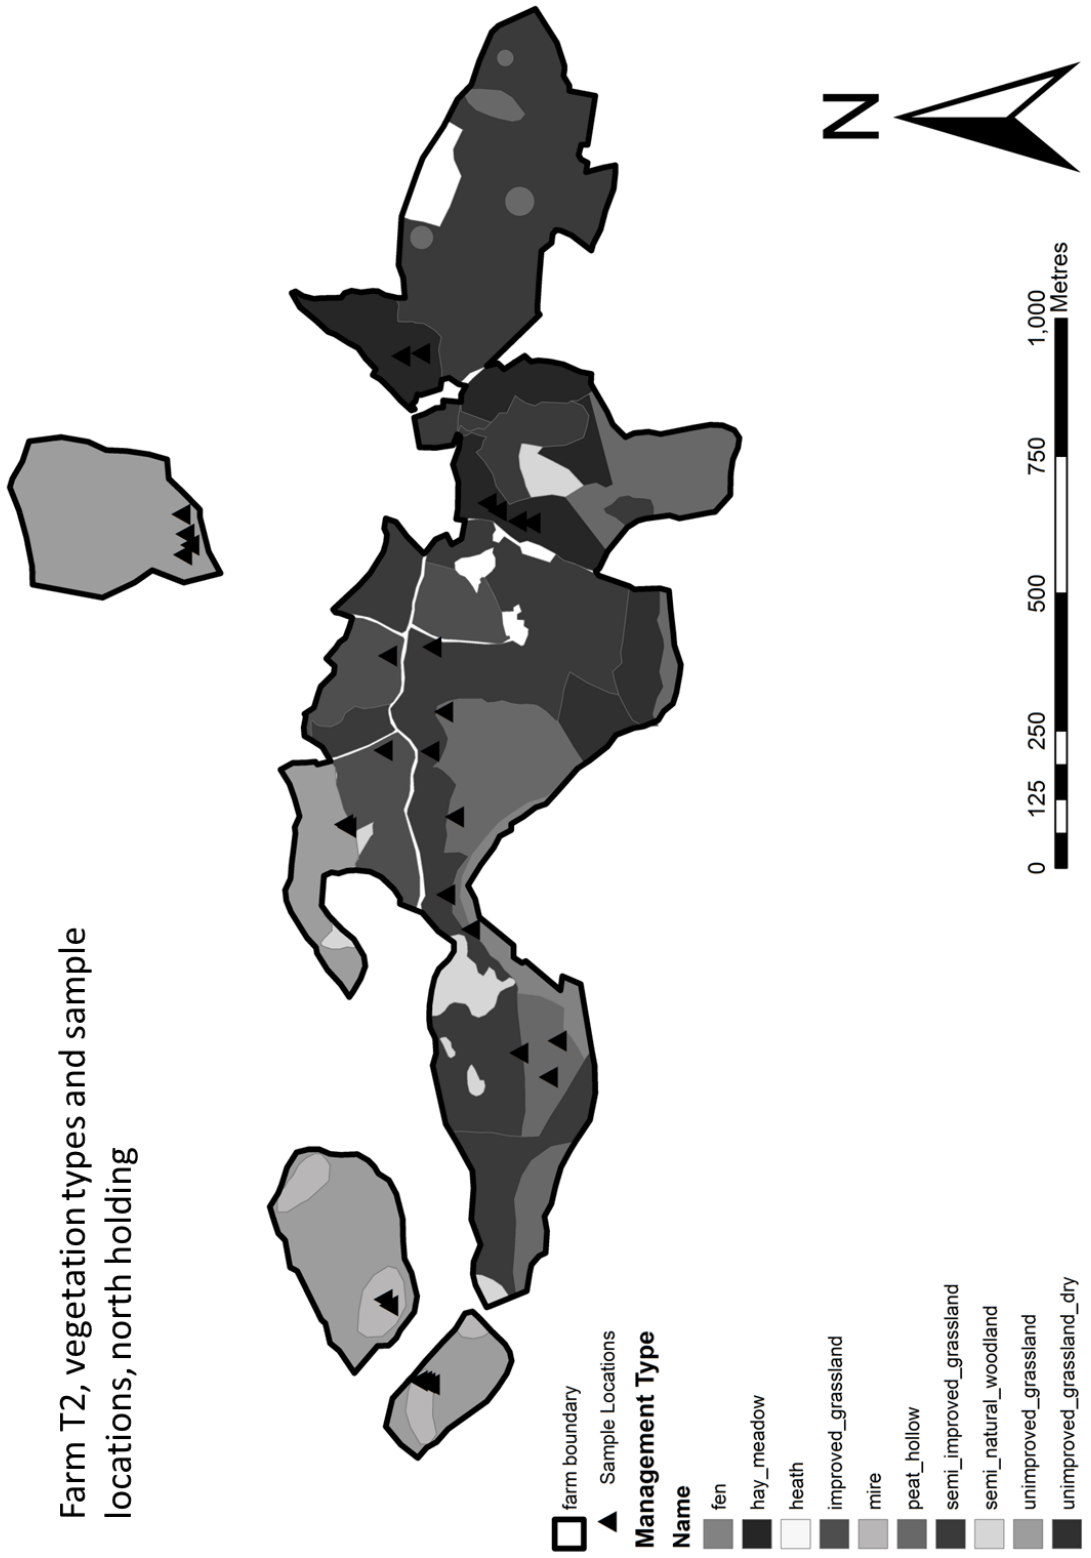 Farm T2, vegetation types and sample
locations, north holding
farm boundary
Sample Locations
Management Type
Name
fen
hay_meadow
heath
improved_grassland
mire
peat_hollow
semi_improved_grassland
semi_natural_woodland
unimproved_grassland
unimproved_grassland_dry
0 125 250 500 750 1,000
Metres
N